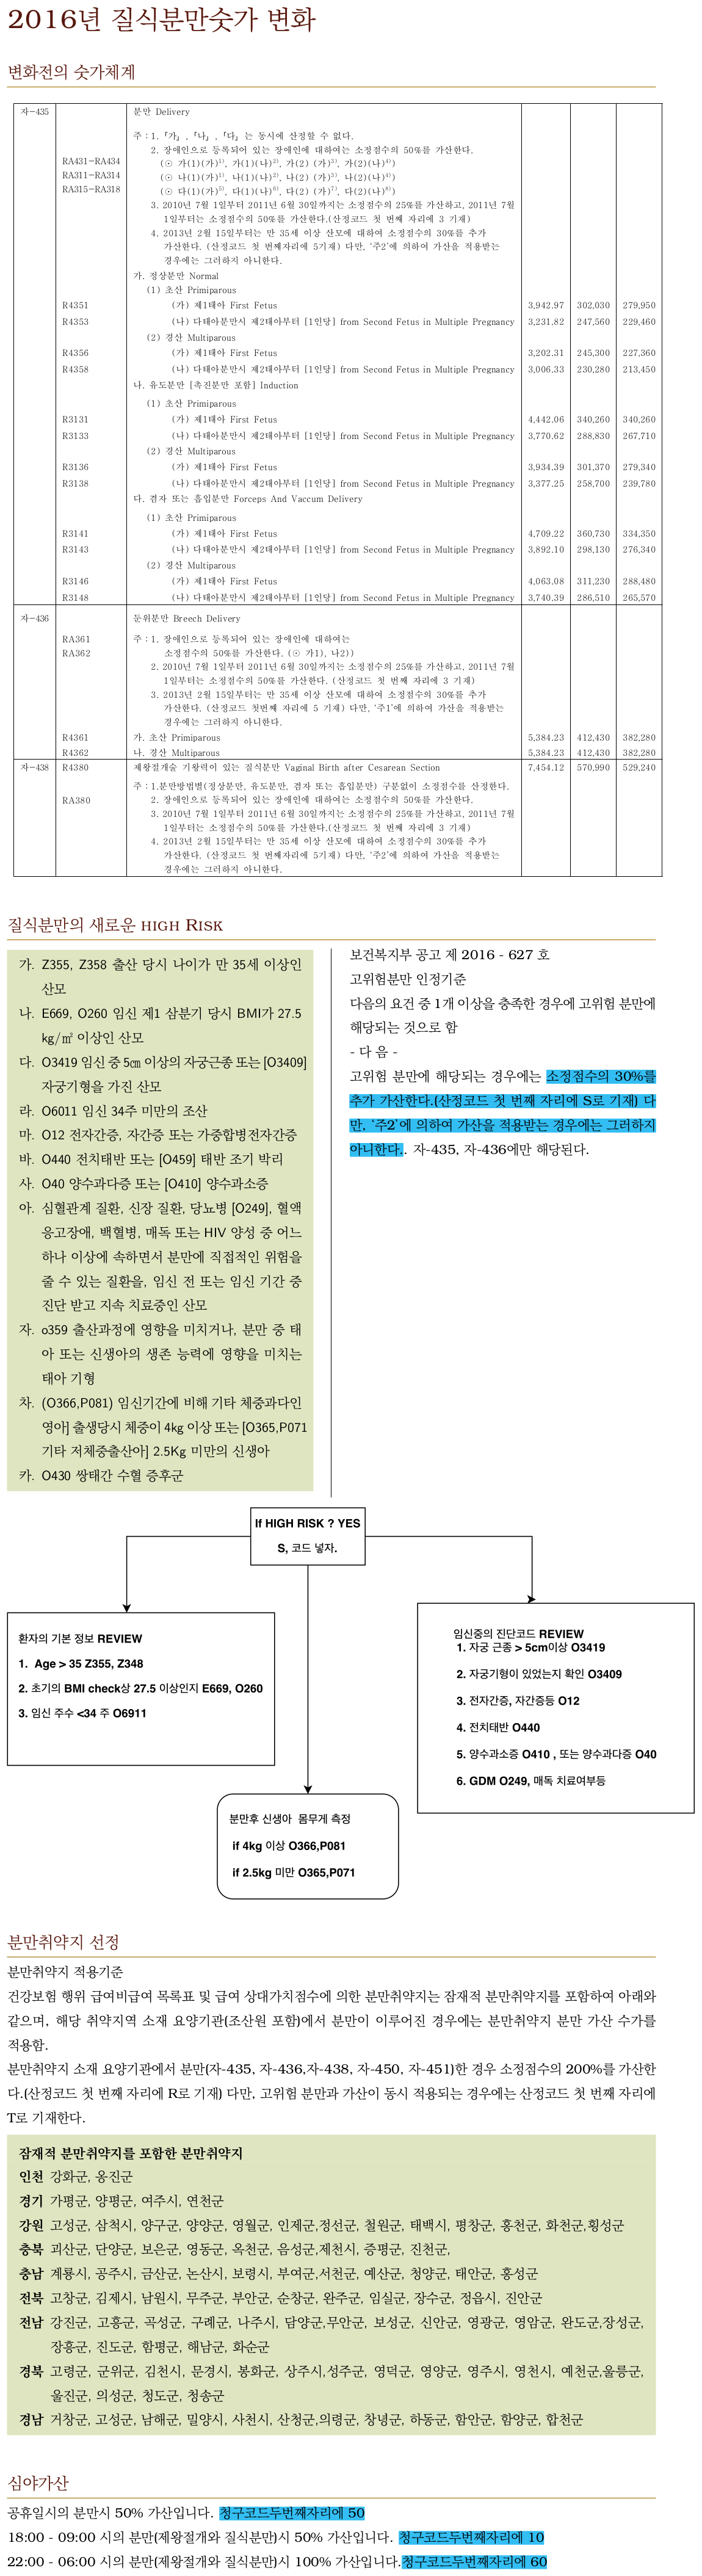 2016년 질식분만숫가 변화
변화전의 숫가체계
자-435 분만 Delivery
주 : 1. 「가」, 「나」, 「다」는 동시에 산정할 수 없다.
2. 장애인으로 등록되어 있는 장애인에 대하여는 소정점수의 50%를 가산한다.
RA431-RA434 (⊙ 가(1)(가)1), 가(1)(나)2), 가(2) (가)3), 가(2)(나)4))
RA311-RA314 (⊙ 나(1)(가)1), 나(1)(나)2), 나(2) (가)3), 나(2)(나)4))
RA315-RA318 (⊙ 다(1)(가)5), 다(1)(나)6), 다(2) (가)7), 다(2)(나)8))
3. 2010년 7월 1일부터 2011년 6월 30일까지는 소정점수의 25%를 가산하고, 2011년 7월
1일부터는 소정점수의 50%를 가산한다.(산정코드 첫 번째 자리에 3 기재)
4. 2013년 2월 15일부터는 만 35세 이상 산모에 대하여 소정점수의 30%를 추가
가산한다. (산정코드 첫 번째자리에 5기재) 다만, '주2'에 의하여 가산을 적용받는
경우에는 그러하지 아니한다.
가. 정상분만 Normal
(1) 초산 Primiparous
R4351 (가) 제1태아 First Fetus 3,942.97 302,030 279,950
R4353 (나) 다태아분만시 제2태아부터 [1인당] from Second Fetus in Multiple Pregnancy 3,231.82 247,560 229,460
(2) 경산 Multiparous
R4356 (가) 제1태아 First Fetus 3,202.31 245,300 227,360
R4358 (나) 다태아분만시 제2태아부터 [1인당] from Second Fetus in Multiple Pregnancy 3,006.33 230,280 213,450
나. 유도분만 [촉진분만 포함] Induction
(1) 초산 Primiparous
R3131 (가) 제1태아 First Fetus 4,442.06 340,260 340,260
R3133 (나) 다태아분만시 제2태아부터 [1인당] from Second Fetus in Multiple Pregnancy 3,770.62 288,830 267,710
(2) 경산 Multiparous
R3136 (가) 제1태아 First Fetus 3,934.39 301,370 279,340
R3138 (나) 다태아분만시 제2태아부터 [1인당] from Second Fetus in Multiple Pregnancy 3,377.25 258,700 239,780
다. 겸자 또는 흡입분만 Forceps And Vaccum Delivery
(1) 초산 Primiparous
R3141 (가) 제1태아 First Fetus 4,709.22 360,730 334,350
R3143 (나) 다태아분만시 제2태아부터 [1인당] from Second Fetus in Multiple Pregnancy 3,892.10 298,130 276,340
(2) 경산 Multiparous
R3146 (가) 제1태아 First Fetus 4,063.08 311,230 288,480
R3148 (나) 다태아분만시 제2태아부터 [1인당] from Second Fetus in Multiple Pregnancy 3,740.39 286,510 265,570
자-436 둔위분만 Breech Delivery
RA361 주 : 1. 장애인으로 등록되어 있는 장애인에 대하여는
RA362 소정점수의 50%를 가산한다. (⊙ 가1), 나2))
2. 2010년 7월 1일부터 2011년 6월 30일까지는 소정점수의 25%를 가산하고, 2011년 7월
1일부터는 소정점수의 50%를 가산한다. (산정코드 첫 번째 자리에 3 기재)
3. 2013년 2월 15일부터는 만 35세 이상 산모에 대하여 소정점수의 30%를 추가
가산한다. (산정코드 첫번째 자리에 5 기재) 다만, '주1'에 의하여 가산을 적용받는
경우에는 그러하지 아니한다.
R4361 가. 초산 Primiparous 5,384.23 412,430 382,280
R4362 나. 경산 Multiparous 5,384.23 412,430 382,280
자-438 R4380 제왕절개술 기왕력이 있는 질식분만 Vaginal Birth after Cesarean Section 7,454.12 570,990 529,240
주 : 1.분만방법별(정상분만, 유도분만, 겸자 또는 흡입분만) 구분없이 소정점수를 산정한다.
RA380 2. 장애인으로 등록되어 있는 장애인에 대하여는 소정점수의 50%를 가산한다.
3. 2010년 7월 1일부터 2011년 6월 30일까지는 소정점수의 25%를 가산하고, 2011년 7월
1일부터는 소정점수의 50%를 가산한다.(산정코드 첫 번째 자리에 3 기재)
4. 2013년 2월 15일부터는 만 35세 이상 산모에 대하여 소정점수의 30%를 추가
가산한다. (산정코드 첫 번째자리에 5기재) 다만, '주2'에 의하여 가산을 적용받는
경우에는 그러하지 아니한다.
질식분만의 새로운 HIGH RISK
가. Z355, Z358 출산 당시 나이가 만 35세 이상인
산모
나. E669, O260 임신 제1 삼분기 당시 BMI가 27.5
kg/㎡ 이상인 산모
다. O3419 임신 중 5㎝ 이상의 자궁근종 또는 [O3409]
자궁기형을 가진 산모
라. O6011 임신 34주 미만의 조산
마. O12 전자간증, 자간증 또는 가중합병전자간증
바. O440 전치태반 또는 [O459] 태반 조기 박리
사. O40 양수과다증 또는 [O410] 양수과소증
아. 심혈관계 질환, 신장 질환, 당뇨병 [O249], 혈액
응고장애, 백혈병, 매독 또는 HIV 양성 중 어느
하나 이상에 속하면서 분만에 직접적인 위험을
줄 수 있는 질환을, 임신 전 또는 임신 기간 중
진단 받고 지속 치료중인 산모
자. o359 출산과정에 영향을 미치거나, 분만 중 태
아 또는 신생아의 생존 능력에 영향을 미치는
태아 기형
차. (O366,P081) 임신기간에 비해 기타 체중과다인
영아] 출생당시 체중이 4kg 이상 또는 [O365,P071
기타 저체중출산아] 2.5Kg 미만의 신생아
카. O430 쌍태간 수혈 증후군
보건복지부 공고 제 2016 - 627 호
고위험분만 인정기준
다음의 요건 중 1개 이상을 충족한 경우에 고위험 분만에
해당되는 것으로 함
- 다 음 -
고위험 분만에 해당되는 경우에는 소정점수의 30%를
추가 가산한다.(산정코드 첫 번째 자리에 S로 기재) 다
만, '주2'에 의하여 가산을 적용받는 경우에는 그러하지
아니한다.. 자-435, 자-436에만 해당된다.
If HIGH RISK ? YES
S, 코드 넣자.
환자의 기본 정보 REVIEW
1. Age > 35 Z355, Z348
2. 초기의 BMI check상 27.5 이상인지 E669, O260
3. 임신 주수 <34 주 O6911
임신중의 진단코드 REVIEW
1. 자궁 근종 > 5cm이상 O3419
2. 자궁기형이 있었는지 확인 O3409
3. 전자간증, 자간증등 O12
4. 전치태반 O440
5. 양수과소증 O410 , 또는 양수과다증 O40
6. GDM O249, 매독 치료여부등
분만후 신생아 몸무게 측정
if 4kg 이상 O366,P081
if 2.5kg 미만 O365,P071
분만취약지 선정
분만취약지 적용기준
건강보험 행위 급여비급여 목록표 및 급여 상대가치점수에 의한 분만취약지는 잠재적 분만취약지를 포함하여 아래와
같으며, 해당 취약지역 소재 요양기관(조산원 포함)에서 분만이 이루어진 경우에는 분만취약지 분만 가산 수가를
적용함.
분만취약지 소재 요양기관에서 분만(자-435, 자-436,자-438, 자-450, 자-451)한 경우 소정점수의 200%를 가산한
다.(산정코드 첫 번째 자리에 R로 기재) 다만, 고위험 분만과 가산이 동시 적용되는 경우에는 산정코드 첫 번째 자리에
T로 기재한다.
잠재적 분만취약지를 포함한 분만취약지
인천 강화군, 옹진군
경기 가평군, 양평군, 여주시, 연천군
강원 고성군, 삼척시, 양구군, 양양군, 영월군, 인제군,정선군, 철원군, 태백시, 평창군, 홍천군, 화천군,횡성군
충북 괴산군, 단양군, 보은군, 영동군, 옥천군, 음성군,제천시, 증평군, 진천군,
충남 계룡시, 공주시, 금산군, 논산시, 보령시, 부여군,서천군, 예산군, 청양군, 태안군, 홍성군
전북 고창군, 김제시, 남원시, 무주군, 부안군, 순창군, 완주군, 임실군, 장수군, 정읍시, 진안군
전남 강진군, 고흥군, 곡성군, 구례군, 나주시, 담양군,무안군, 보성군, 신안군, 영광군, 영암군, 완도군,장성군,
장흥군, 진도군, 함평군, 해남군, 화순군
경북 고령군, 군위군, 김천시, 문경시, 봉화군, 상주시,성주군, 영덕군, 영양군, 영주시, 영천시, 예천군,울릉군,
울진군, 의성군, 청도군, 청송군
경남 거창군, 고성군, 남해군, 밀양시, 사천시, 산청군,의령군, 창녕군, 하동군, 함안군, 함양군, 합천군
심야가산
공휴일시의 분만시 50% 가산입니다. 청구코드두번째자리에 50
18:00 - 09:00 시의 분만(제왕절개와 질식분만)시 50% 가산입니다. 청구코드두번째자리에 10
22:00 - 06:00 시의 분만(제왕절개와 질식분만)시 100% 가산입니다.청구코드두번째자리에 60